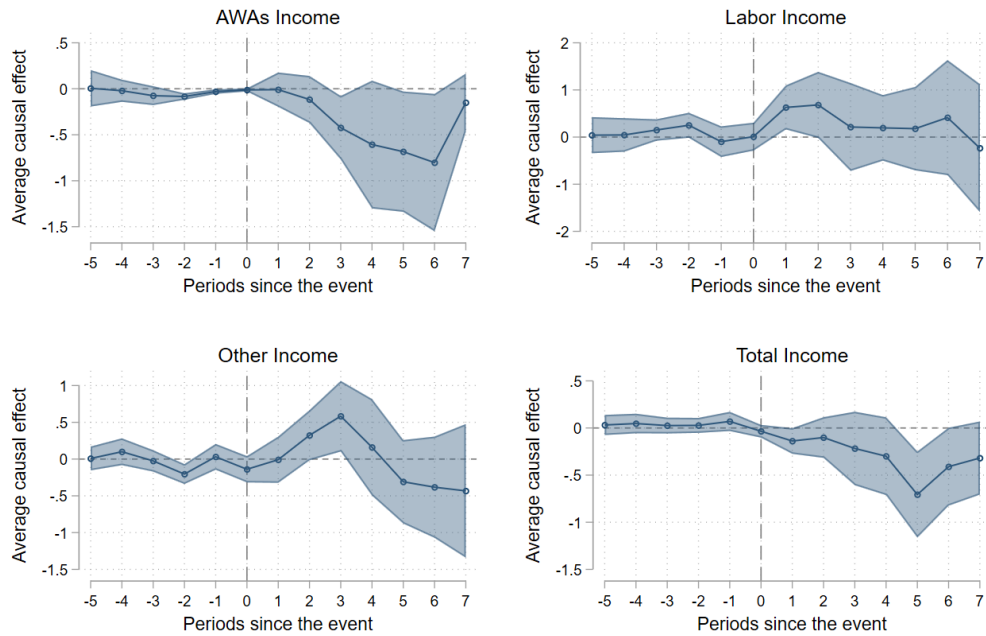 AWAs Income
Average causal effect
.5
0
-.5
-1
-1.5
-5 -4 -3 -2 -1 0 1 2 3 4 5 6 7
Periods since the event
Labor Income
Average causal effect
2
1
0
-1
-2
-5 -4 -3 -2 -1 0 1 2 3 4 5 6 7
Periods since the event
Other Income
Average causal effect
1
.5
0
-.5
-1
-1.5
-5 -4 -3 -2 -1 0 1 2 3 4 5 6 7
Periods since the event
Total Income
Average causal effect
.5
0
-.5
-1
-1.5
-5 -4 -3 -2 -1 0 1 2 3 4 5 6 7
Periods since the event